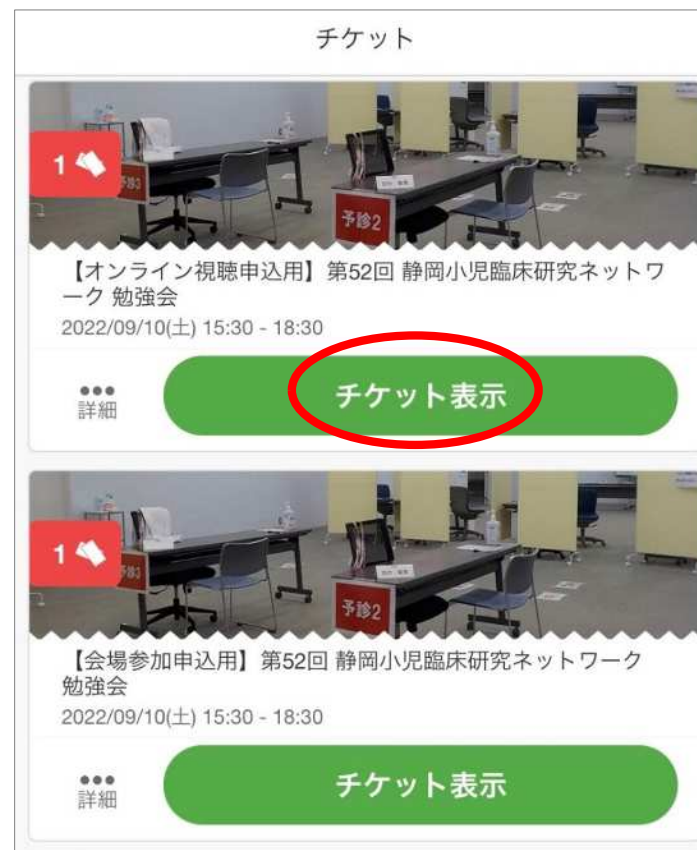 チケット
1
予診3
予診2
【オンライン視聴申込用】第52回 静岡小児臨床研究ネットワ
ーク 勉強会
2022/09/10(土) 15:30 - 18:30
詳細
チケット表示
1
予診2
【会場参加申込用】第52回 静岡小児臨床研究ネットワーク
勉強会
2022/09/10(土) 15:30 - 18:30
詳細
チケット表示